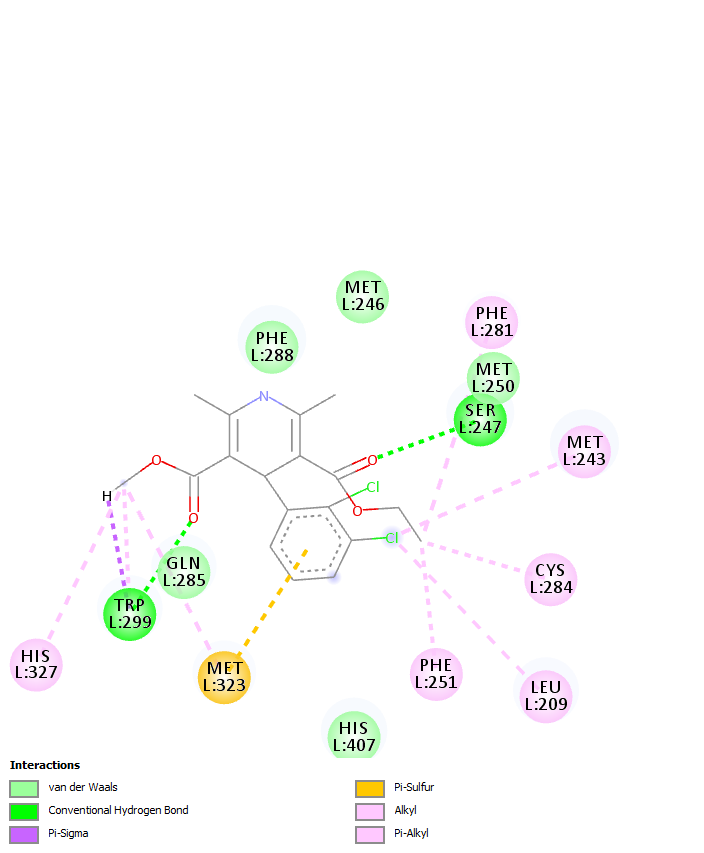 MET
L:246
PHE
L:281
PHE
L:288
MET
L:250
SER
L:247
N
MET
L:243
O
O
Cl
H
O
O
Cl
GLN
L:285
CYS
L:284
TRP
L:299
HIS
L:327
MET
L:323
PHE
L:251
LEU
L:209
HIS
L:407
Interactions
van der Waals
Conventional Hydrogen Bond
Pi-Sigma
Pi-Sulfur
Alkyl
Pi-Alkyl